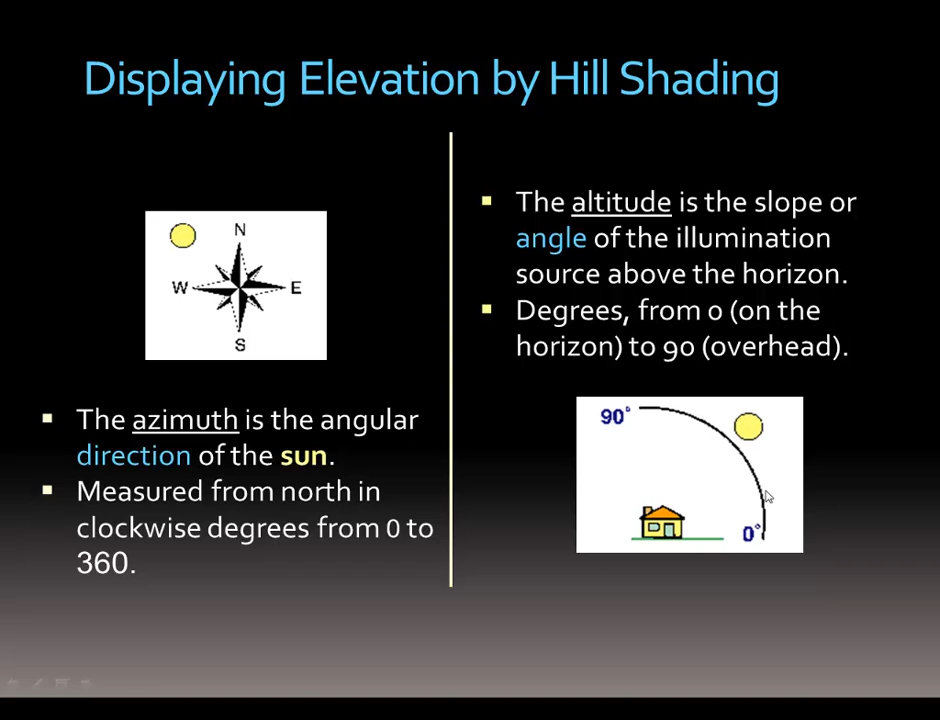 Displaying Elevation by Hill Shading
N
W E
S
▪ The azimuth is the angular
direction of the sun.
▪ Measured from north in
clockwise degrees from 0 to
360.
▪ The altitude is the slope or
angle of the illumination
source above the horizon.
▪ Degrees, from 0 (on the
horizon) to 90 (overhead).
90°
0°